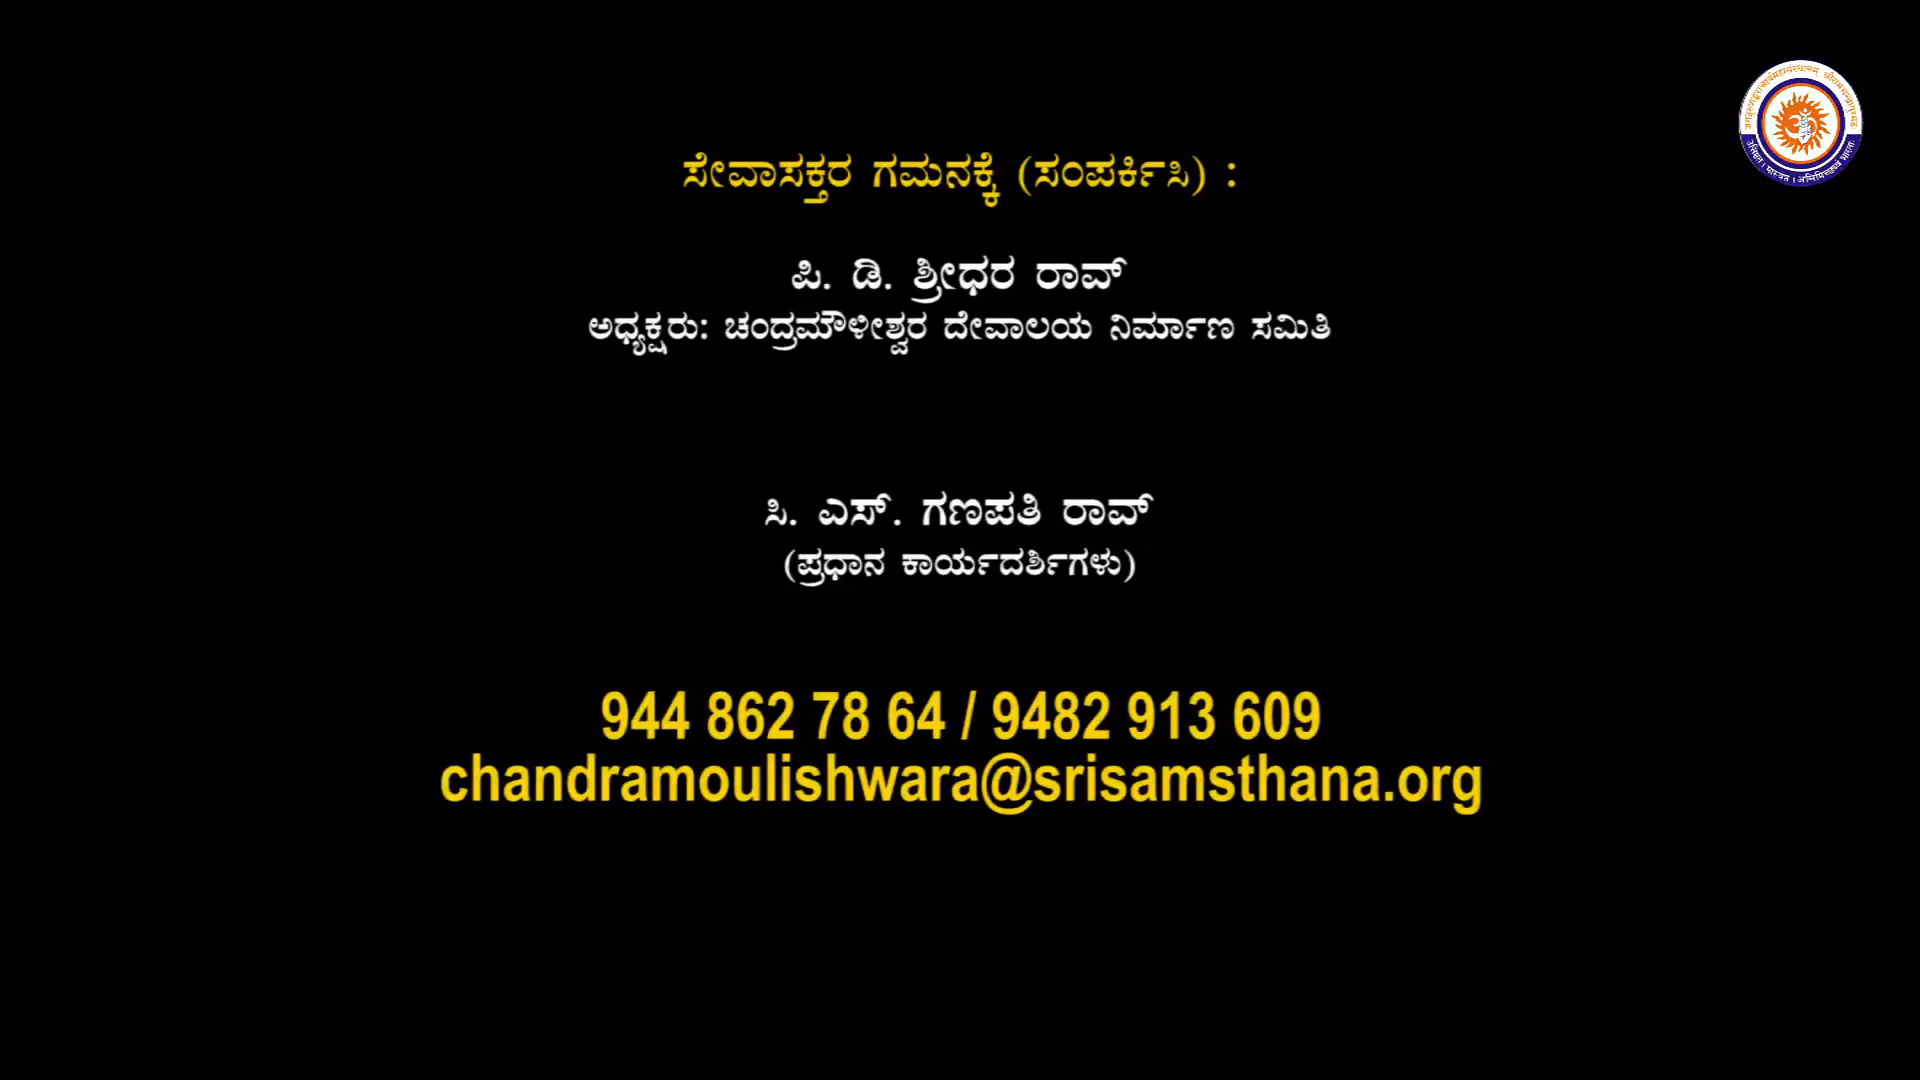 ಸೇವಾಸಕ್ತರ ಗಮನಕ್ಕೆ (ಸಂಪರ್ಕಿಸಿ) :
ಪಿ. ಡಿ. ಶ್ರೀಧರ ರಾವ್
ಅಧ್ಯಕ್ಷರು: ಚಂದ್ರಮೌಳೀಶ್ವರ ದೇವಾಲಯ ನಿರ್ಮಾಣ ಸಮಿತಿ
ಸಿ. ಎಸ್. ಗಣಪತಿ ರಾವ್
(ಪ್ರಧಾನ ಕಾರ್ಯದರ್ಶಿಗಳು)
944 862 78 64 / 9482 913 609
chandramoulishwara@srisamsthana.org